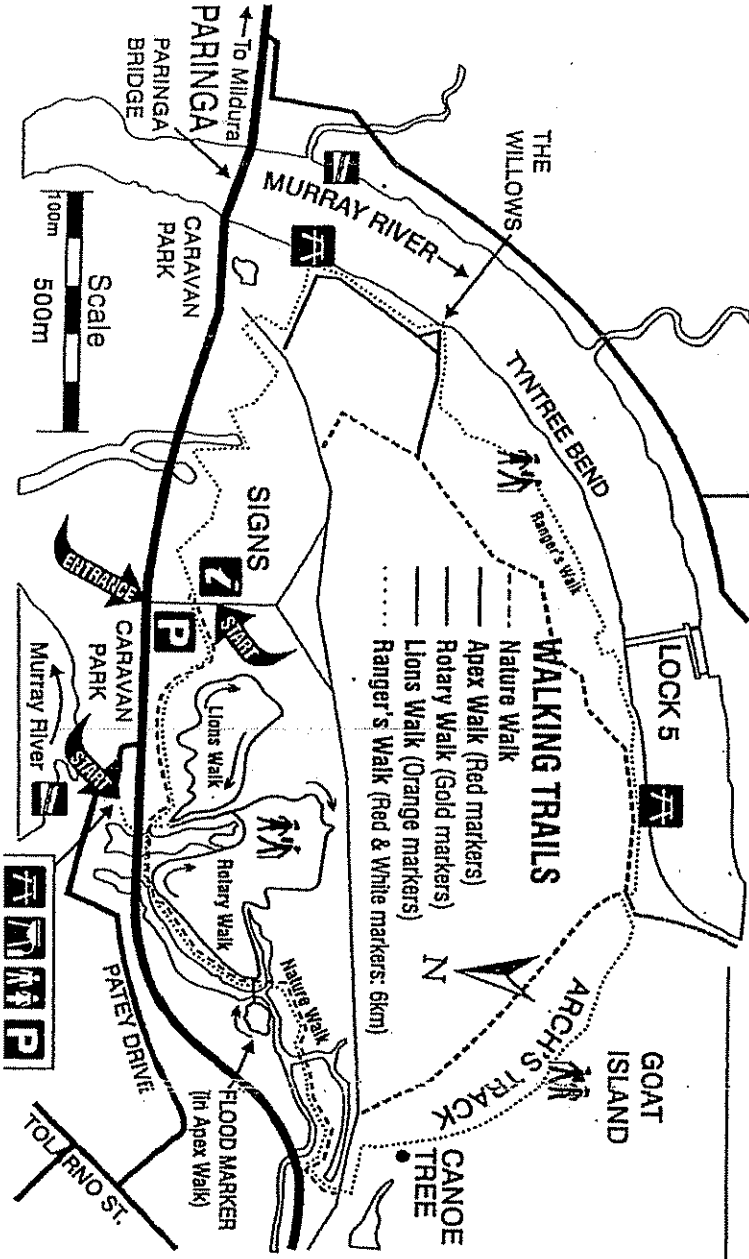 To Mildura
PARINGA
PARINGA
BRIDGE
THE
WILLOWS
MURRAY RIVER
CARAVAN
PARK
Scale
100m
500m
TYNTREE BEND
LOCK 5
Ranger's Walk
SIGNS
i
P
START
ENTRANCE
WALKING TRAILS
Nature Walk
Apex Walk (Red markers)
Rotary Walk (Gold markers)
Lions Walk (Orange markers)
Ranger's Walk (Red & White markers: 6km)
N
GOAT
ISLAND
ARCH'S TRACK
CANOE
TREE
Lions Walk
Rotary Walk
Nature Walk
FLOOD MARKER
(in Apex Walk)
CARAVAN
PARK
START
Murray River
PATEY DRIVE
TOLARNO ST.
P